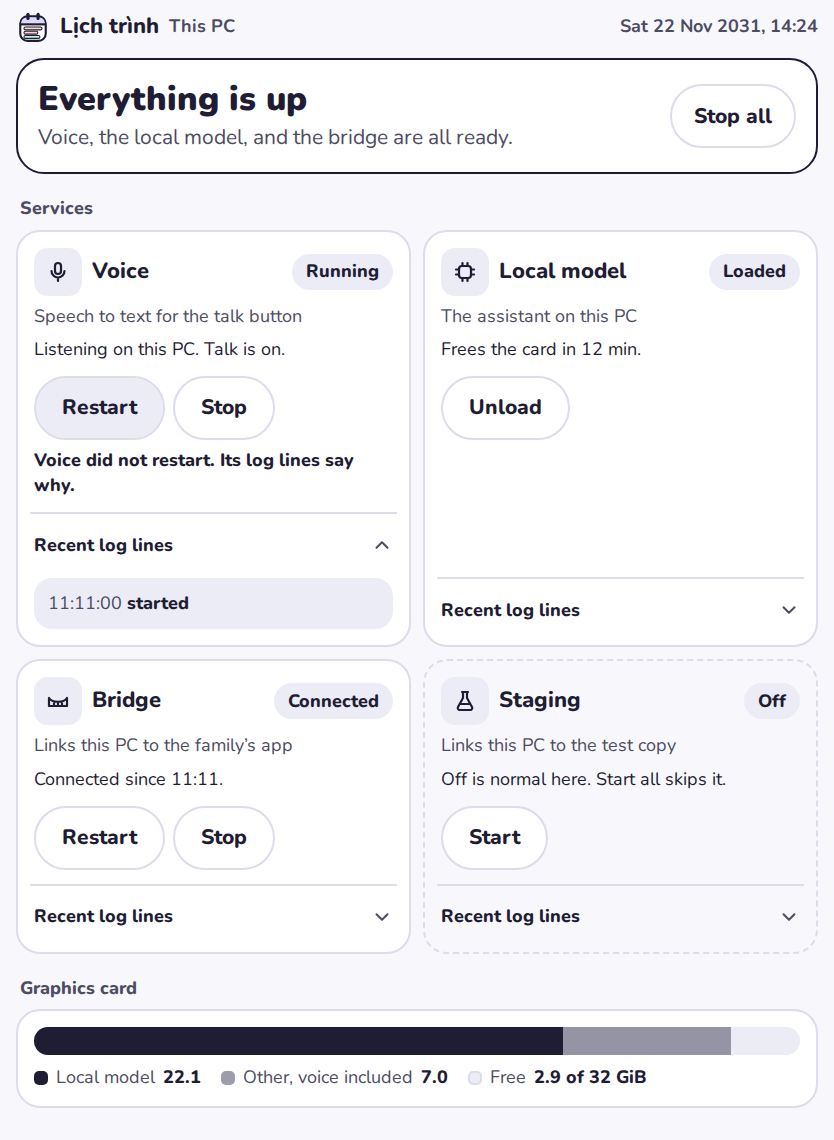 Lịch trình This PC
Sat 22 Nov 2031, 14:24
Everything is up
Voice, the local model, and the bridge are all ready.
Stop all
Services
Voice
Running
Speech to text for the talk button
Listening on this PC. Talk is on.
Restart
Stop
Voice did not restart. Its log lines say
why.
Recent log lines
11:11:00 started
Local model
Loaded
The assistant on this PC
Frees the card in 12 min.
Unload
Recent log lines
Bridge
Connected
Links this PC to the family’s app
Connected since 11:11.
Restart
Stop
Recent log lines
Staging
Off
Links this PC to the test copy
Off is normal here. Start all skips it.
Start
Recent log lines
Graphics card
Local model 22.1
Other, voice included 7.0
Free 2.9 of 32 GiB